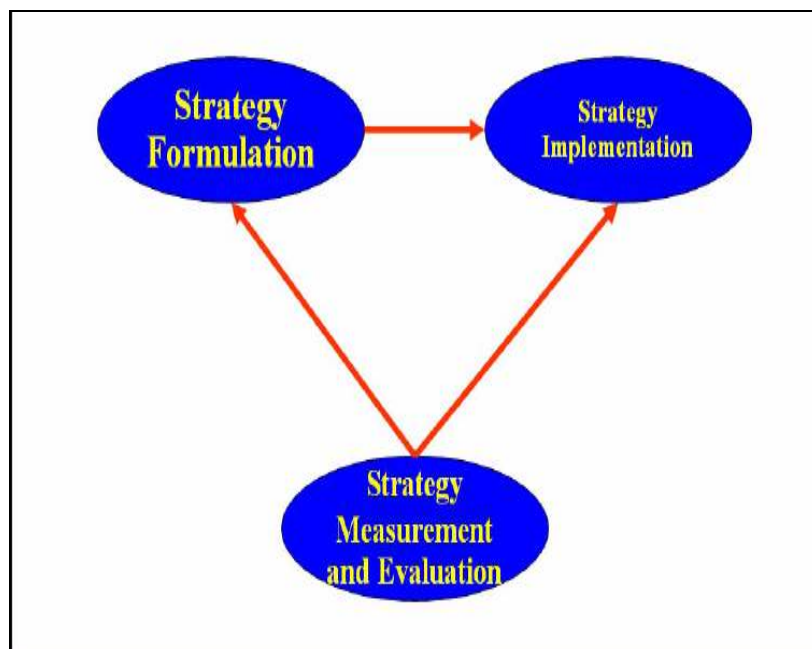 Strategy
Formulation
Strategy
Implementation
Strategy
Measurement
and Evaluation